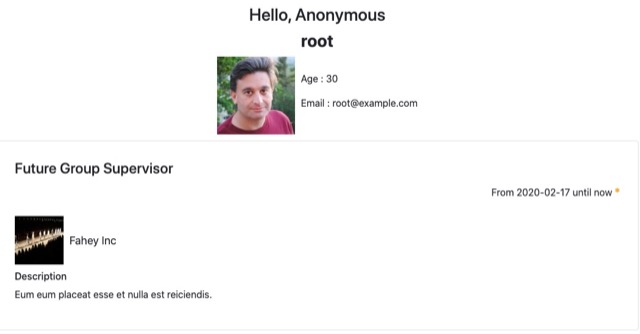 Hello, Anonymous
root
Age : 30
Email : root@example.com
Future Group Supervisor
From 2020-02-17 until now
Fahey Inc
Description
Eum eum placeat esse et nulla est reiciendis.